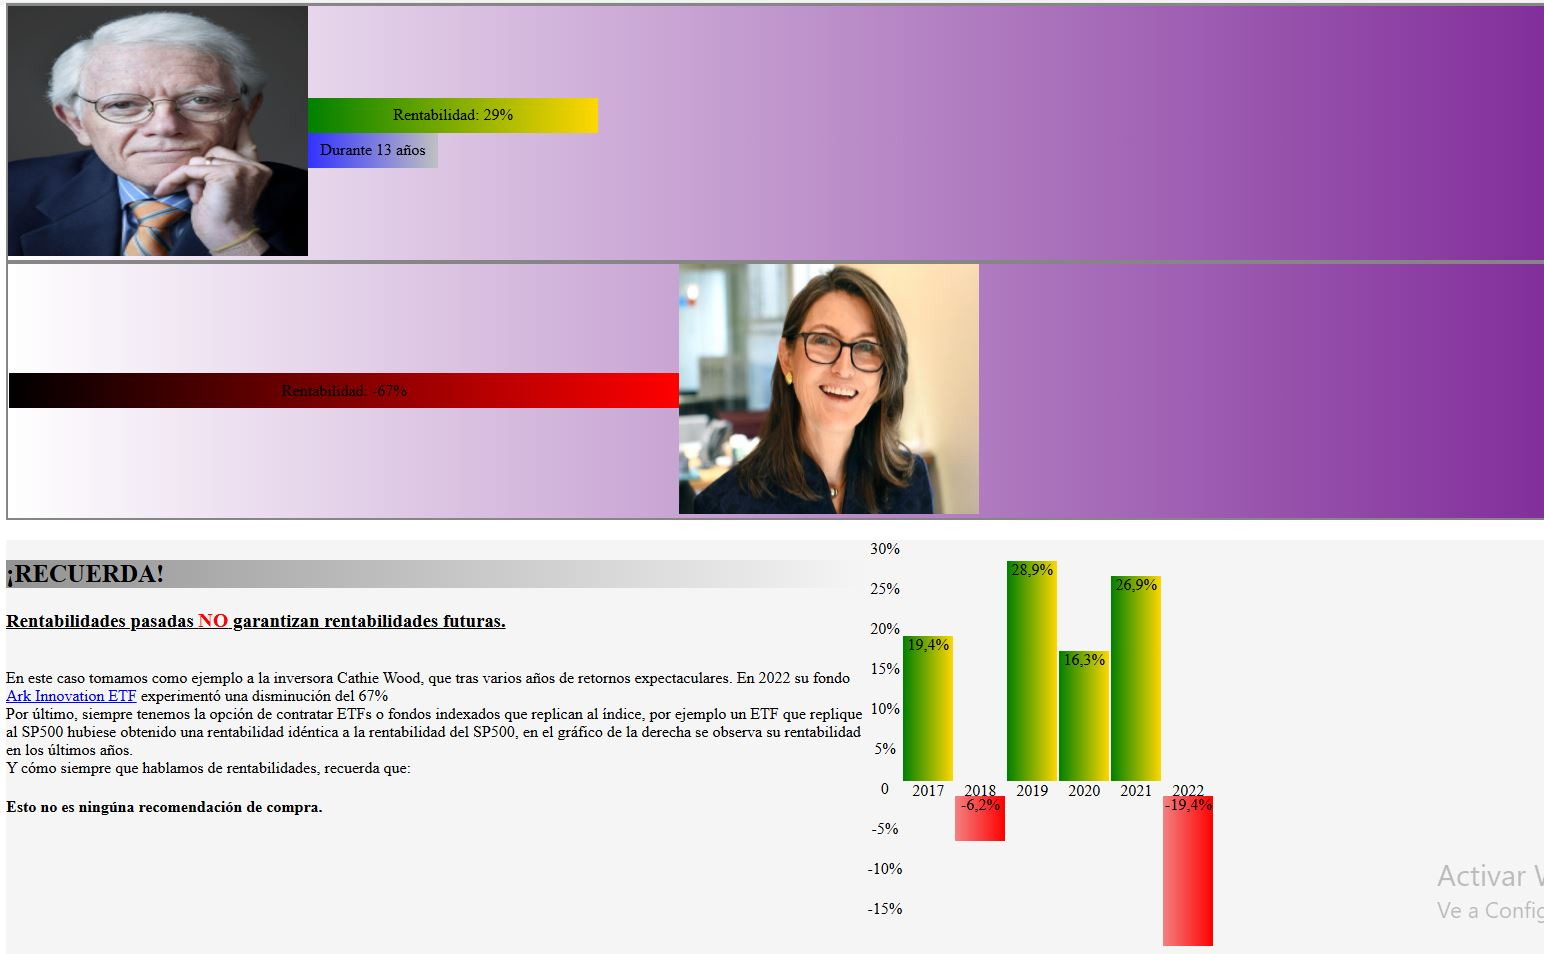 Rentabilidad: 29%
Durante 13 años
Rentabilidad: -67%
¡RECUERDA!
Rentabilidades pasadas NO garantizan rentabilidades futuras.
En este caso tomamos como ejemplo a la inversora Cathie Wood, que tras varios años de retornos expectaculares. En 2022 su fondo
Ark Innovation ETF experimentó una disminución del 67%
Por último, siempre tenemos la opción de contratar ETFs o fondos indexados que replican al índice, por ejemplo un ETF que replique
al SP500 hubiese obtenido una rentabilidad idéntica a la rentabilidad del SP500, en el gráfico de la derecha se observa su rentabilidad
en los últimos años.
Y cómo siempre que hablamos de rentabilidades, recuerda que:
Esto no es ningúna recomendación de compra.
30%
25%
20%
15%
10%
5%
0
-5%
-10%
-15%
19,4%
28,9%
16,3%
26,9%
2017 2018 2019 2020 2021 2022
-6,2%
-19,4%
Activar
Ve a Config